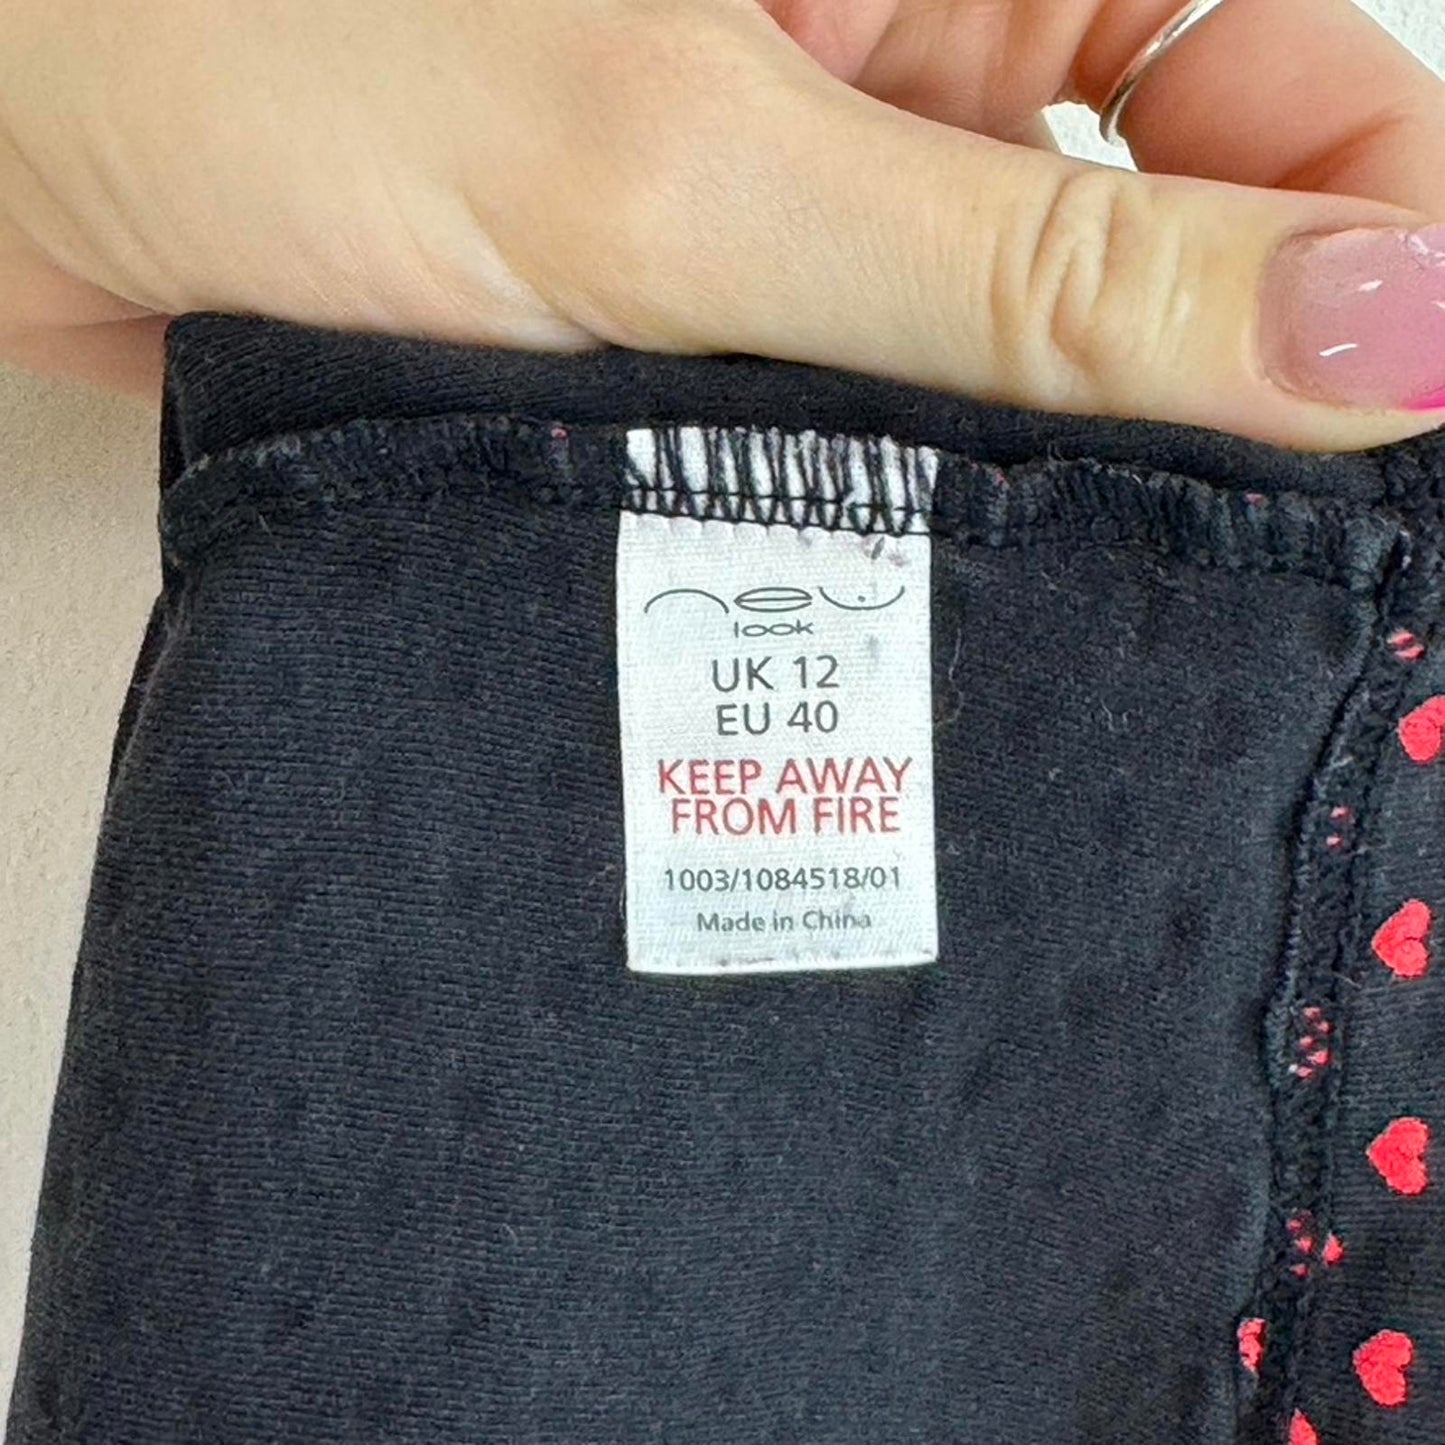 new
look
UK 12
EU 40
KEEP AWAY
FROM FIRE
1003/1084518/01
Made in China